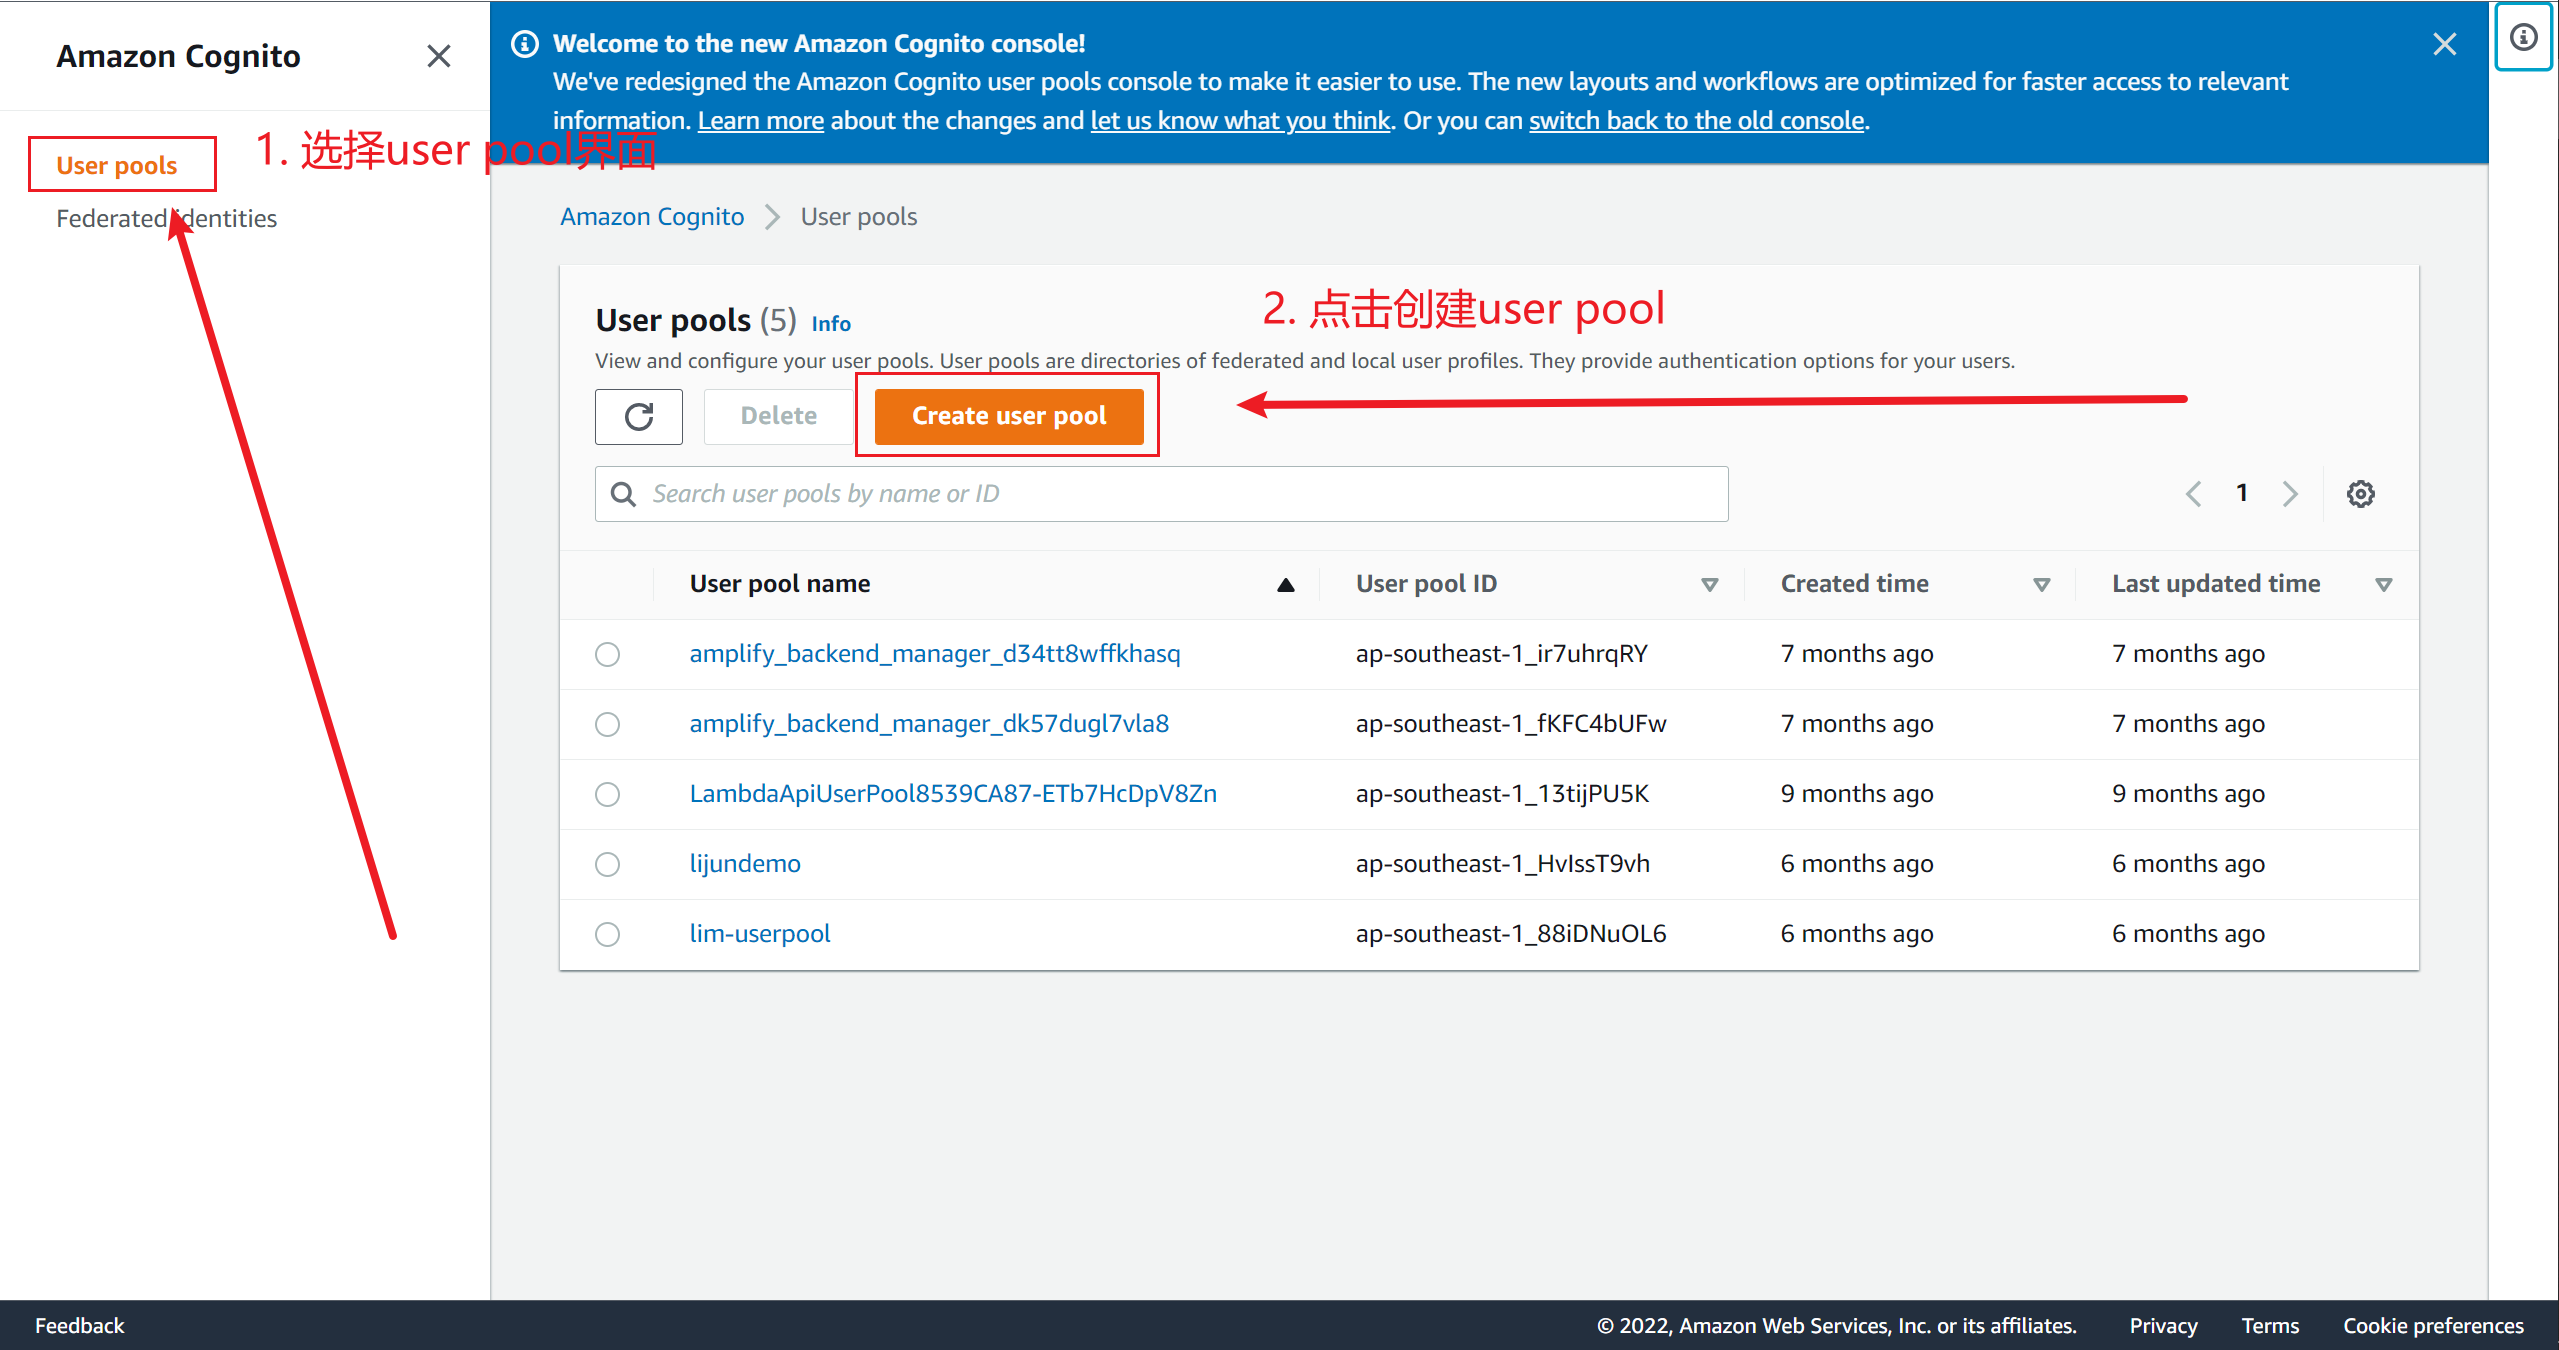 Amazon Cognito
User pools
Federated identities
1. 选择user pool界面
Welcome to the new Amazon Cognito console!
We've redesigned the Amazon Cognito user pools console to make it easier to use. The new layouts and workflows are optimized for faster access to relevant
information. Learn more about the changes and let us know what you think. Or you can switch back to the old console.
Amazon Cognito User pools
User pools (5) Info
2. 点击创建user pool
View and configure your user pools. User pools are directories of federated and local user profiles. They provide authentication options for your users.
Delete Create user pool
Search user pools by name or ID
1
User pool name User pool ID Created time Last updated time
amplify_backend_manager_d34tt8wffkhasq ap-southeast-1_ir7uhrqRY 7 months ago 7 months ago
amplify_backend_manager_dk57dugl7vla8 ap-southeast-1_fKFC4bUFw 7 months ago 7 months ago
LambdaApiUserPool8539CA87-ETb7HcDpV8Zn ap-southeast-1_13tijPU5K 9 months ago 9 months ago
lijundemo ap-southeast-1_HvIssT9vh 6 months ago 6 months ago
lim-userpool ap-southeast-1_88iDNuOL6 6 months ago 6 months ago
Feedback © 2022, Amazon Web Services, Inc. or its affiliates. Privacy Terms Cookie preferences